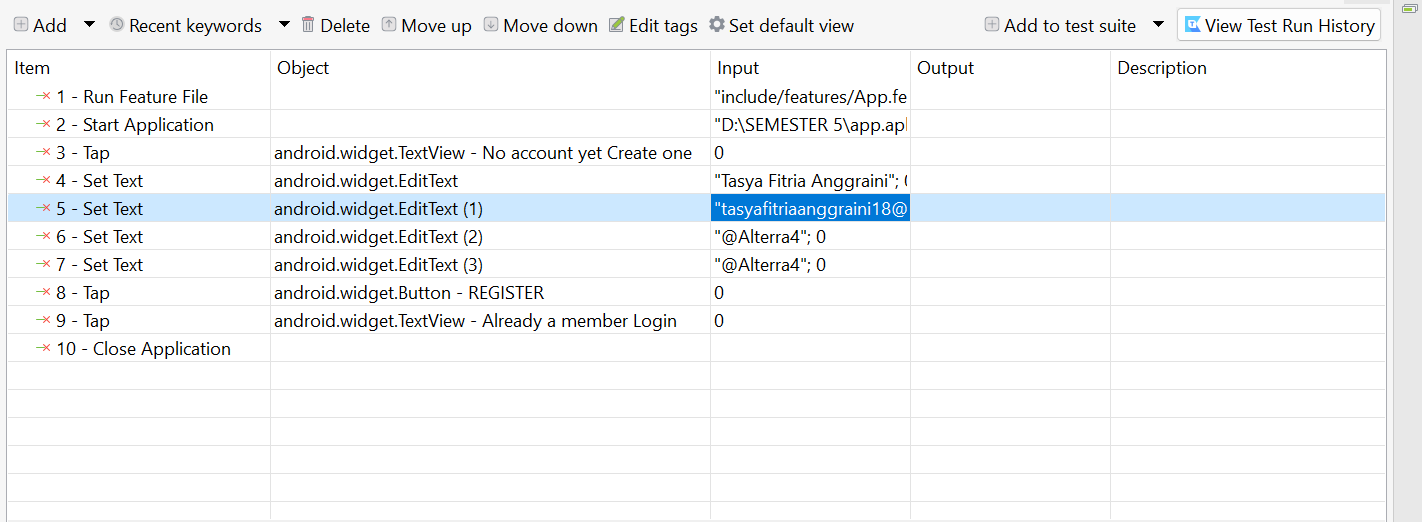 Add Recent keywords Delete Move up Move down Edit tags Set default view Add to test suite View Test Run History
Item Object Input Output Description
1 - Run Feature File "include/features/App.fe
2 - Start Application "D:\SEMESTER 5\app.apl
3 - Tap android.widget.TextView - No account yet Create one 0
4 - Set Text android.widget.EditText "Tasya Fitria Anggraini"; 0
5 - Set Text android.widget.EditText (1) "tasyafitriaanggraini18@
6 - Set Text android.widget.EditText (2) "@Alterra4"; 0
7 - Set Text android.widget.EditText (3) "@Alterra4"; 0
8 - Tap android.widget.Button - REGISTER 0
9 - Tap android.widget.TextView - Already a member Login 0
10 - Close Application